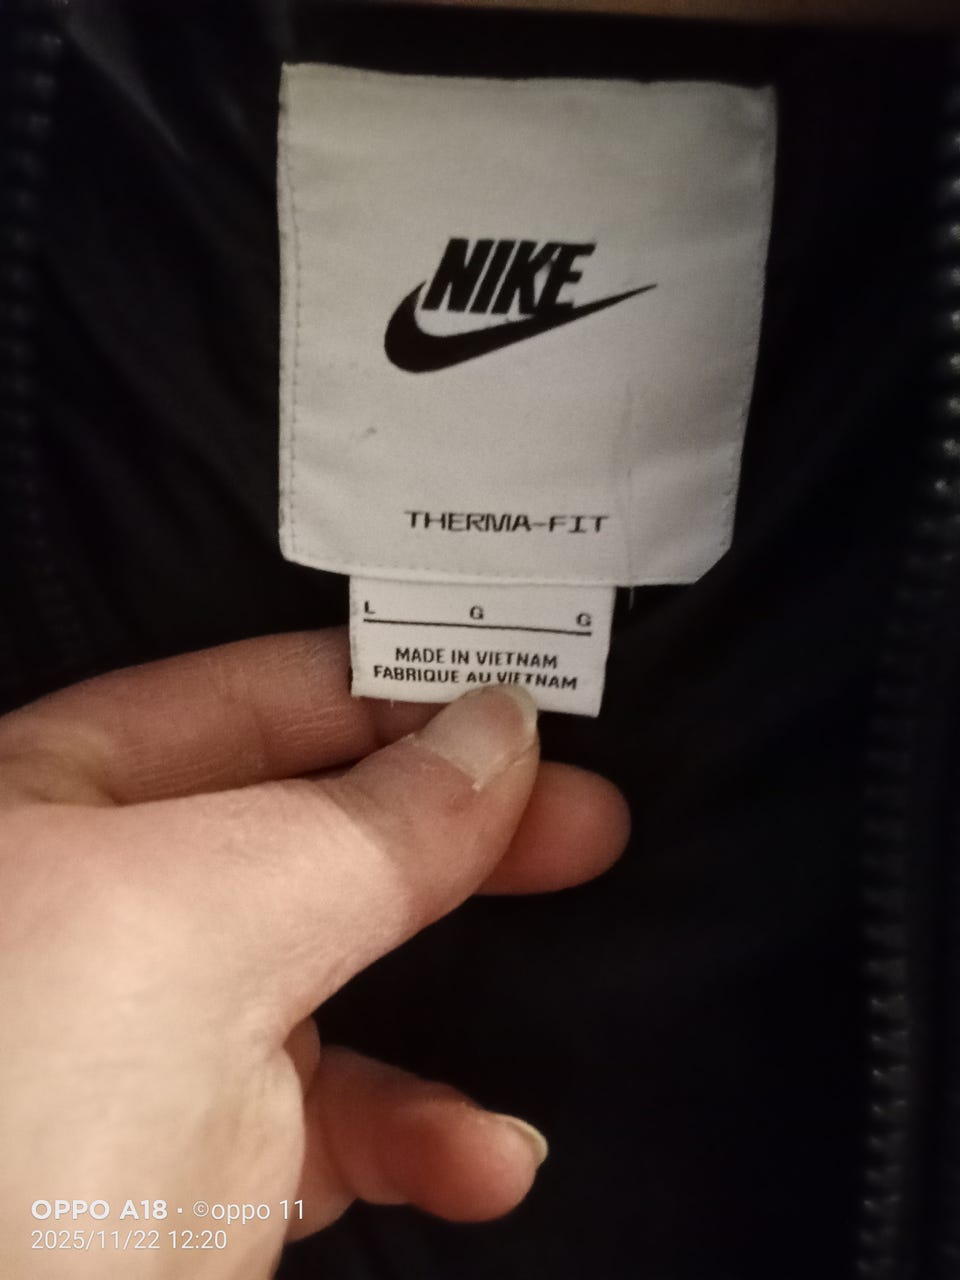 NIKE
THERMA-FIT
L G G
MADE IN VIETNAM
FABRIQUE AU VIETNAM
OPPO A18 · ©oppo 11
2025/11/22 12:20